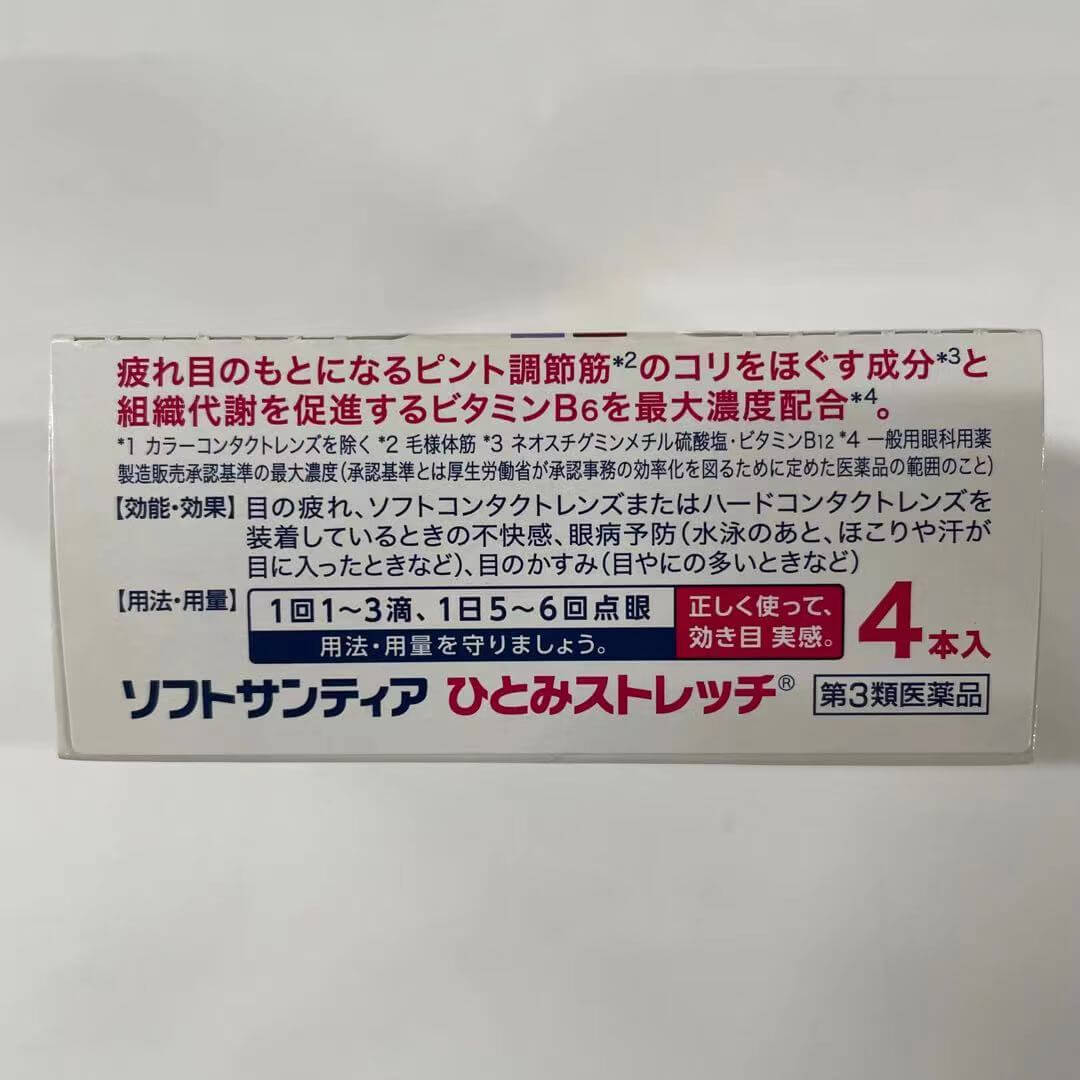 疲れ目のもとになるピント調節筋*2のコリをほぐす成分*3と
組織代謝を促進するビタミンB6を最大濃度配合*4。
*1 カラーコンタクトレンズを除く *2 毛様体筋 *3 ネオスチグミンメチル硫酸塩・ビタミンB12 *4 一般用眼科用薬
製造販売承認基準の最大濃度(承認基準とは厚生労働省が承認事務の効率化を図るために定めた医薬品の範囲のこと)
【効能・効果】目の疲れ、ソフトコンタクトレンズまたはハードコンタクトレンズを
装着しているときの不快感、眼病予防(水泳のあと、ほこりや汗が
目に入ったときなど)、目のかすみ(目やにの多いときなど)
【用法・用量】1回1~3滴、1日5~6回点眼
用法・用量を守りましょう。
正しく使って、
効き目 実感。
4本入
ソフトサンティア ひとみストレッチ® 第3類医薬品